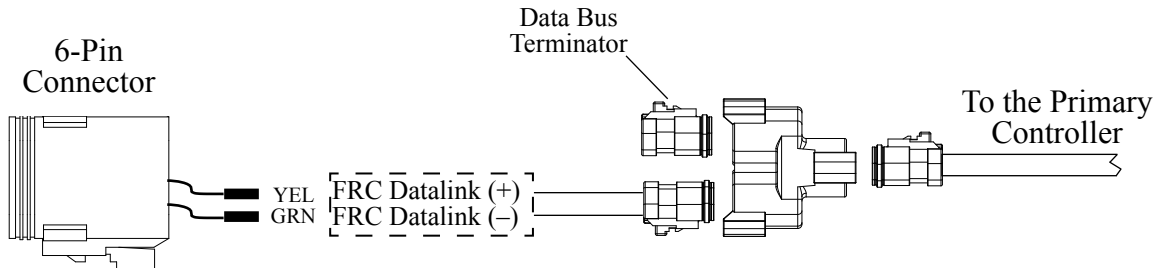 Data Bus
Terminator
6-Pin
Connector
To the Primary
Controller
YEL FRC Datalink (+)
GRN FRC Datalink (–)